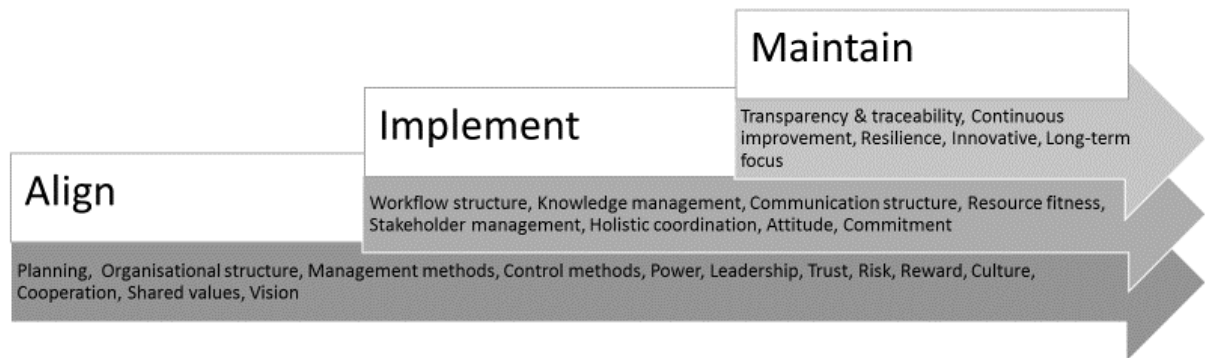 Maintain
Transparency & traceability, Continuous
improvement, Resilience, Innovative, Long-term
focus
Implement
Workflow structure, Knowledge management, Communication structure, Resource fitness,
Stakeholder management, Holistic coordination, Attitude, Commitment
Align
Planning, Organisational structure, Management methods, Control methods, Power, Leadership, Trust, Risk, Reward, Culture,
Cooperation, Shared values, Vision